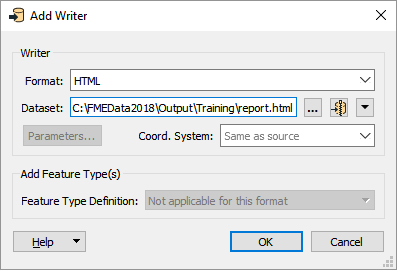 Add Writer
Writer
Format: HTML
Dataset: C:\FMEData2018\Output\Training\report.html ...
Parameters... Coord. System: Same as source
Add Feature Type(s)
Feature Type Definition: Not applicable for this format
Help OK Cancel